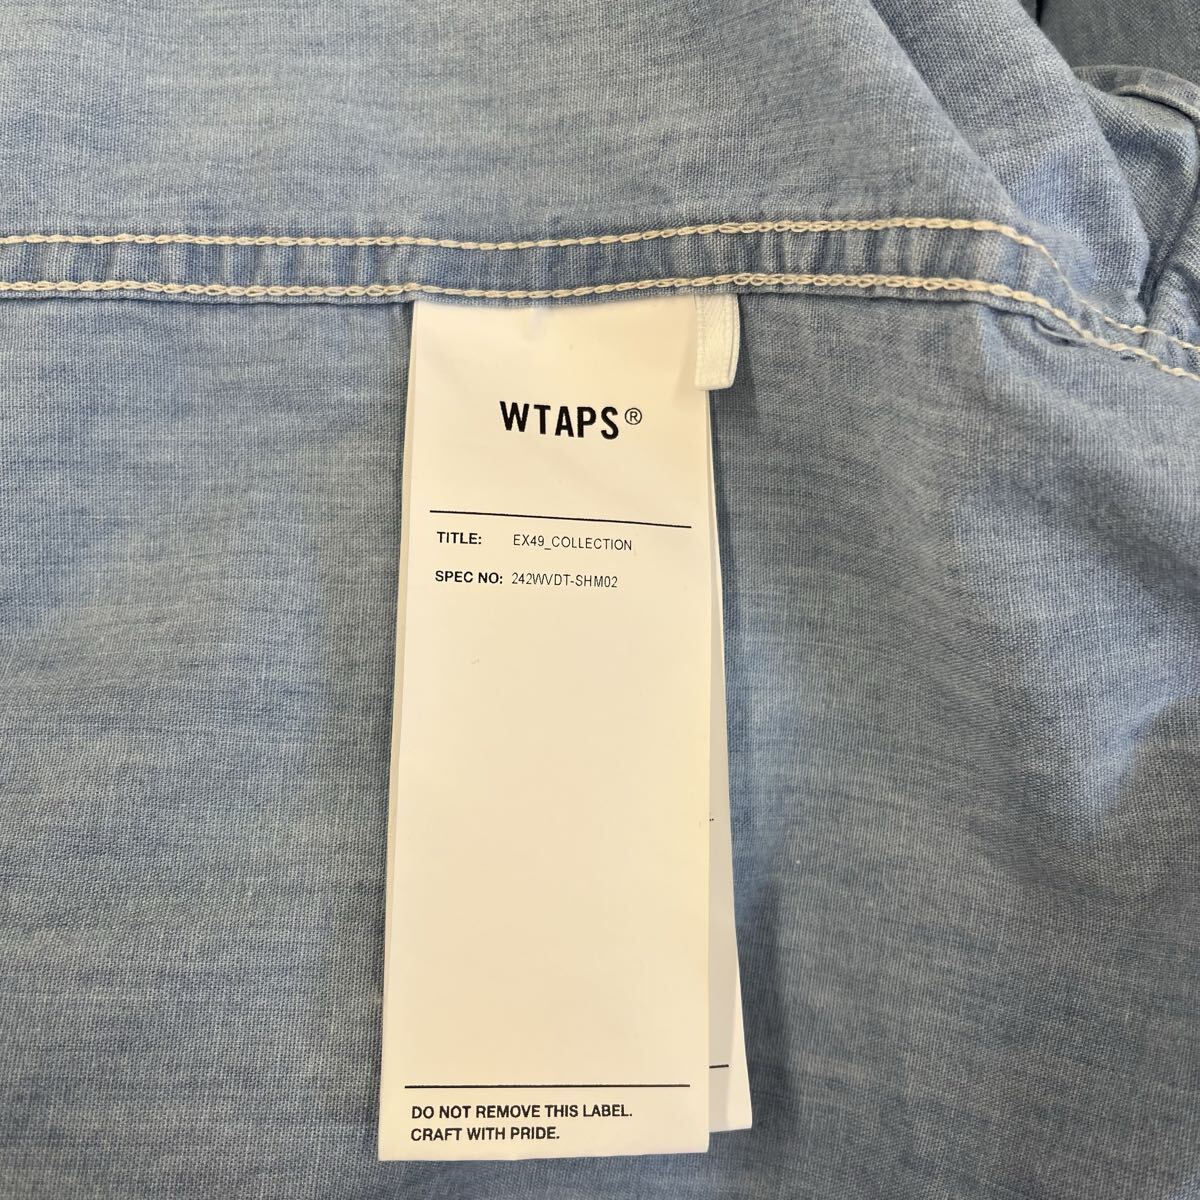 WTAPS®
TITLE: EX49_COLLECTION
SPEC NO: 242WVDT-SHM02
DO NOT REMOVE THIS LABEL.
CRAFT WITH PRIDE.